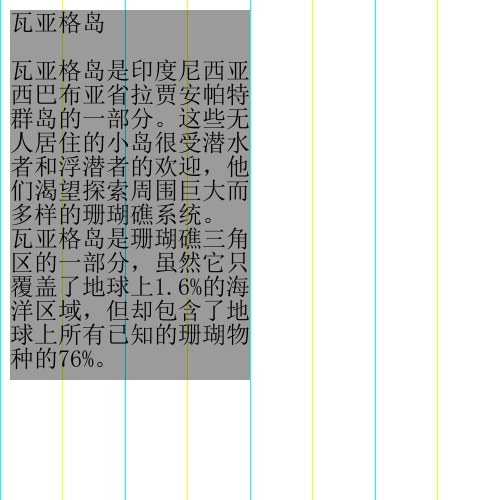 瓦亚格岛

瓦亚格岛是印度尼西亚
西巴布亚省拉贾安帕特
群岛的一部分。这些无
人居住的小岛很受潜水
者和浮潜者的欢迎，他
们渴望探索周围巨大而
多样的珊瑚礁系统。
瓦亚格岛是珊瑚礁三角
区的一部分，虽然它只
覆盖了地球上1.6%的海
洋区域，但却包含了地
球上所有已知的珊瑚物
种的76%。